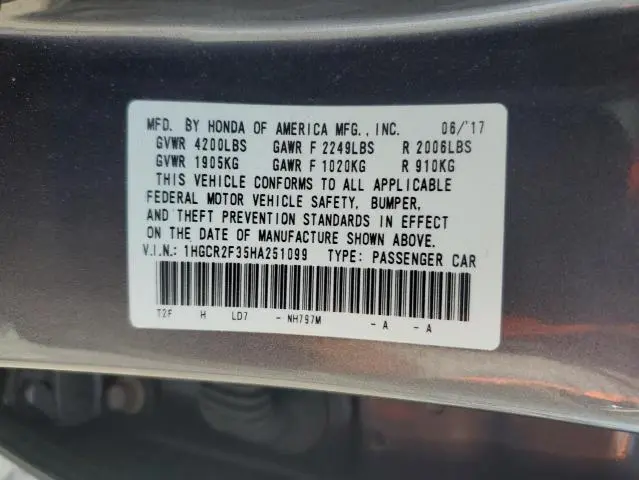 MFD. BY HONDA OF AMERICA MFG., INC. 06/'17
GVWR 4200LBS GAWR F 2249LBS R 2006LBS
GVWR 1905KG GAWR F 1020KG R 910KG
THIS VEHICLE CONFORMS TO ALL APPLICABLE
FEDERAL MOTOR VEHICLE SAFETY, BUMPER,
AND THEFT PREVENTION STANDARDS IN EFFECT
ON THE DATE OF MANUFACTURE SHOWN ABOVE.
V.I.N.: 1HGCR2F35HA251099 TYPE: PASSENGER CAR
T2F H LD7 - NH797M - A - A